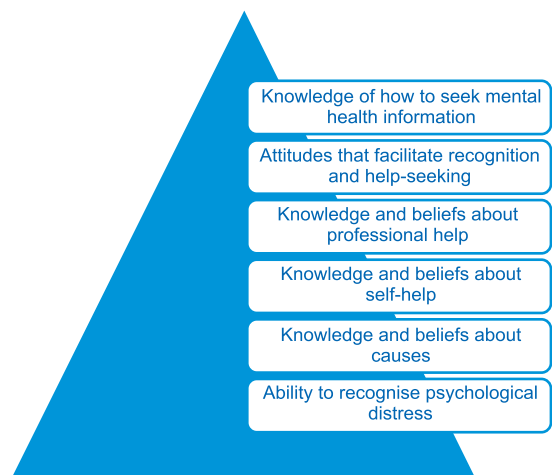 Knowledge of how to seek mental
health information
Attitudes that facilitate recognition
and help-seeking
Knowledge and beliefs about
professional help
Knowledge and beliefs about
self-help
Knowledge and beliefs about
causes
Ability to recognise psychological
distress